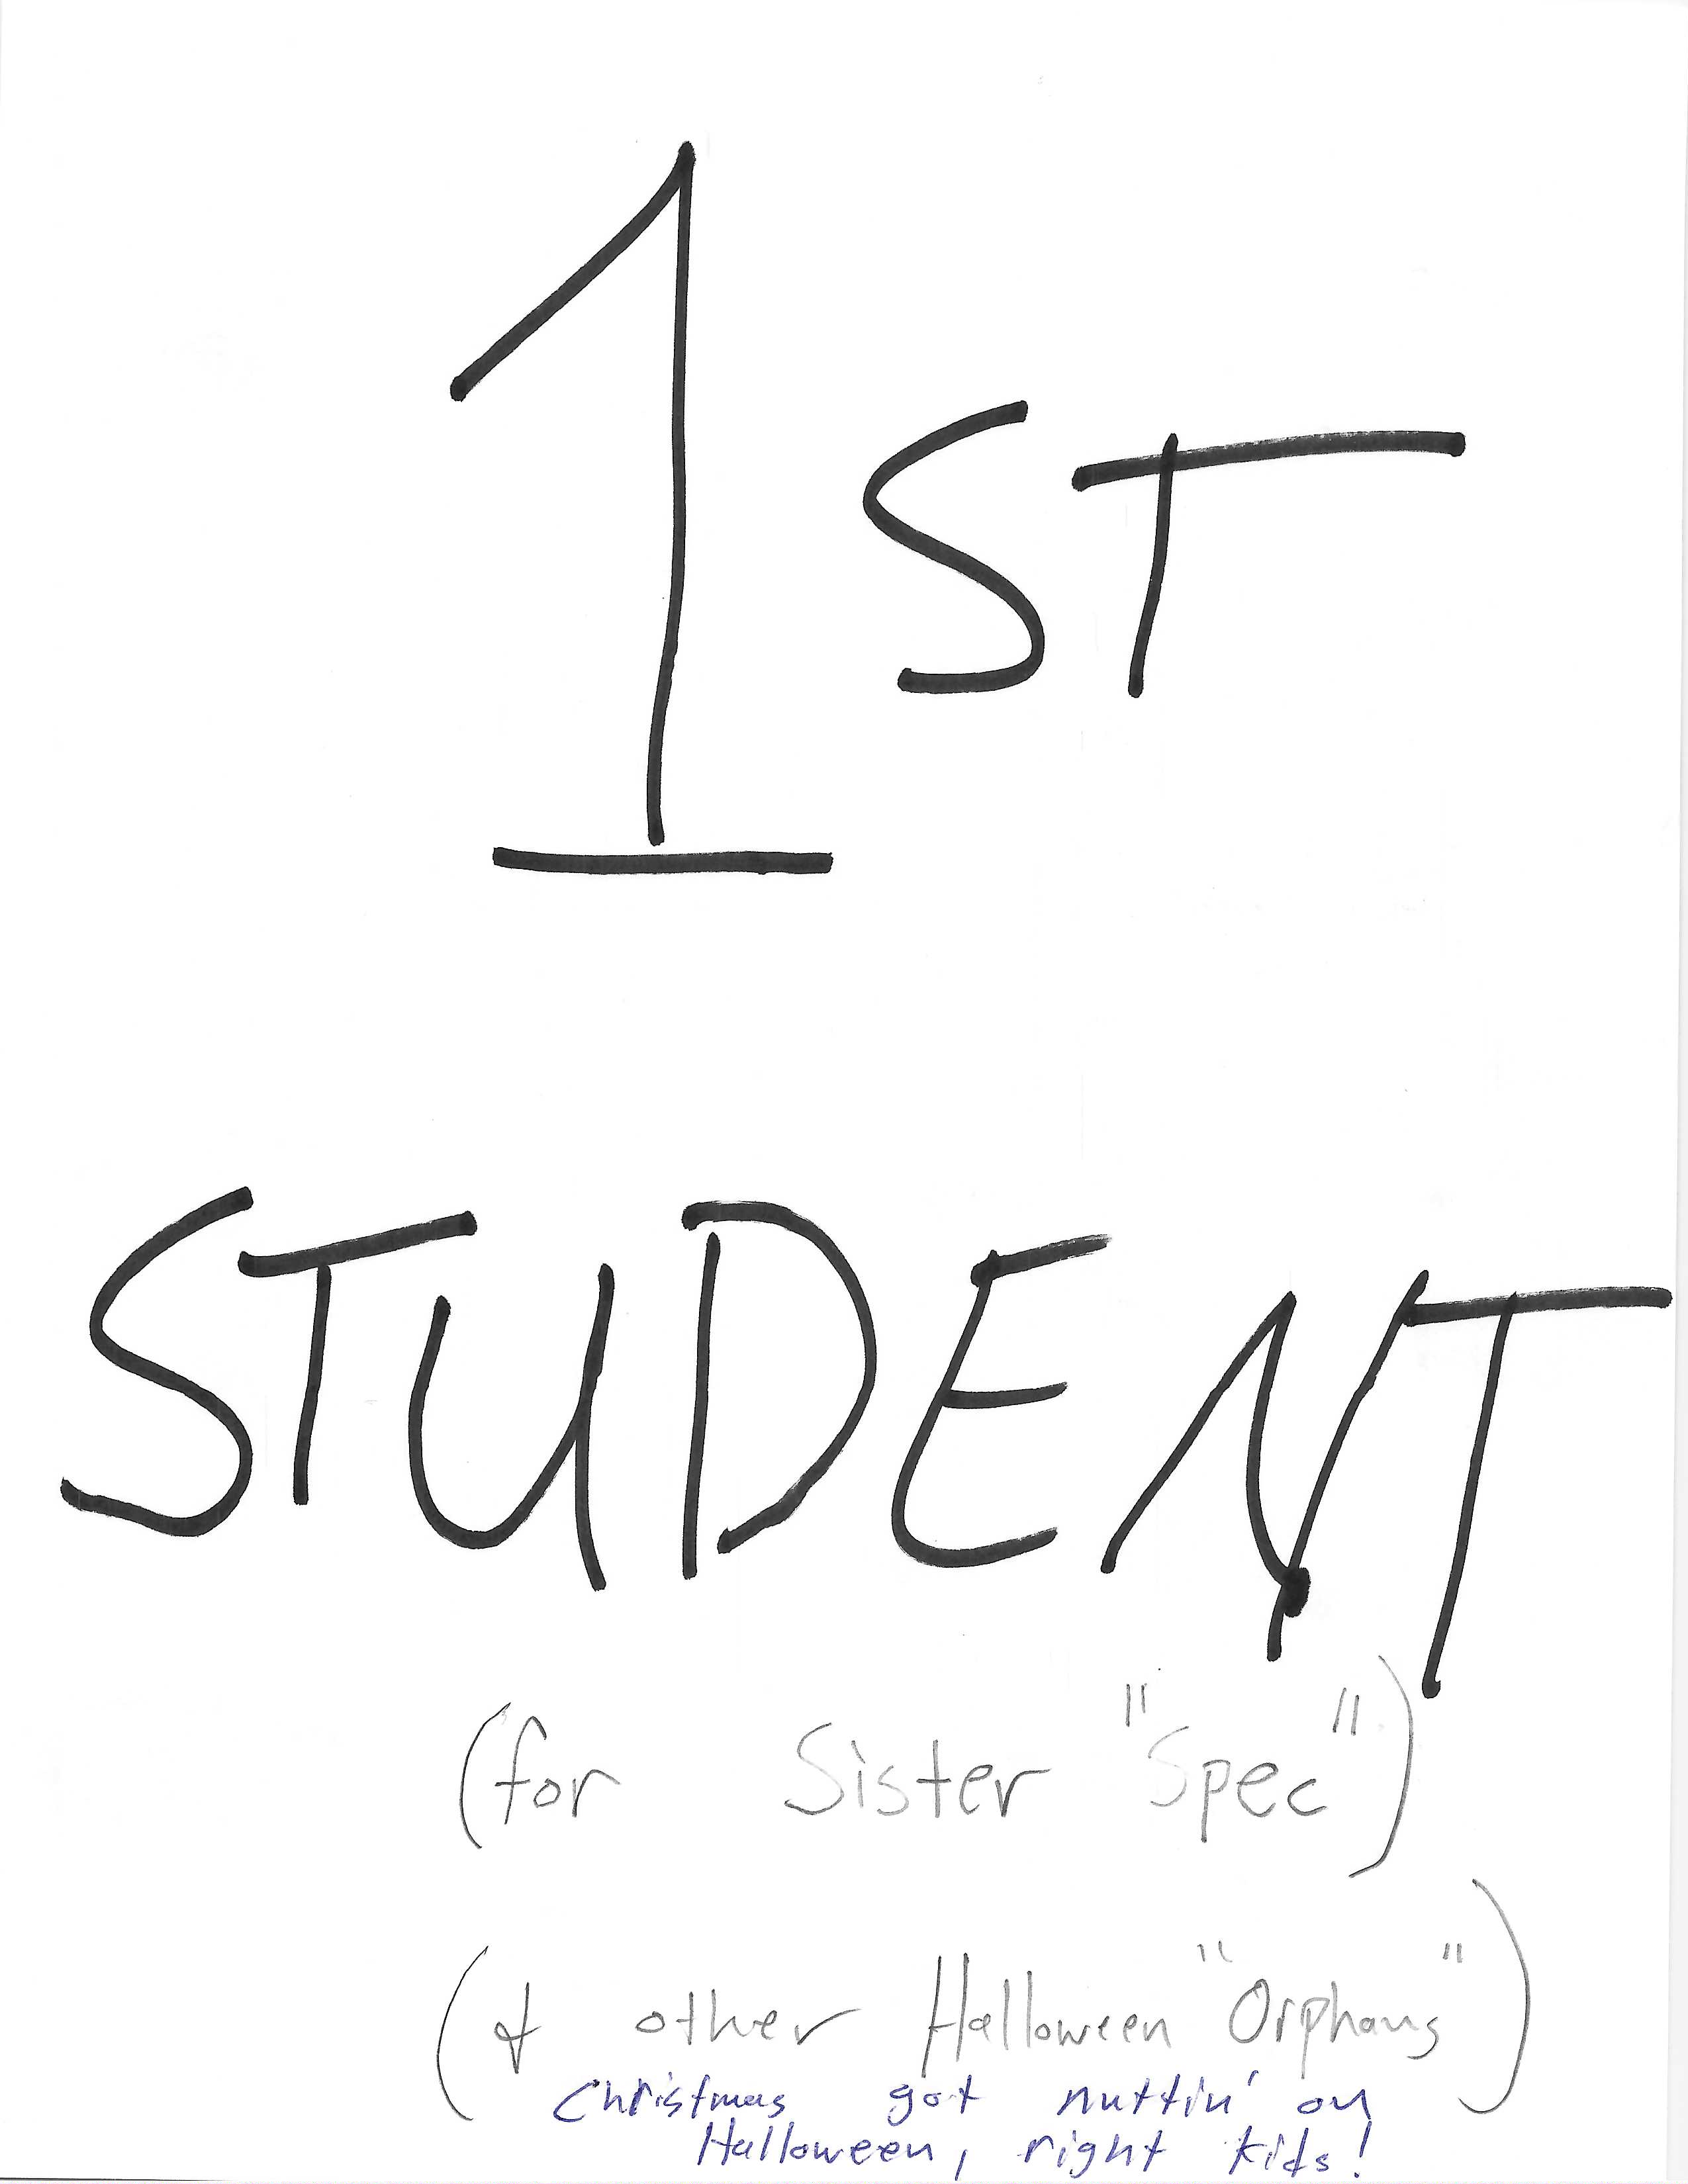 1ST
STUDENT
(for Sister "Spec")
(& other Halloween "Orphans")
Christmas got nuttin' on
Halloween, right kids!